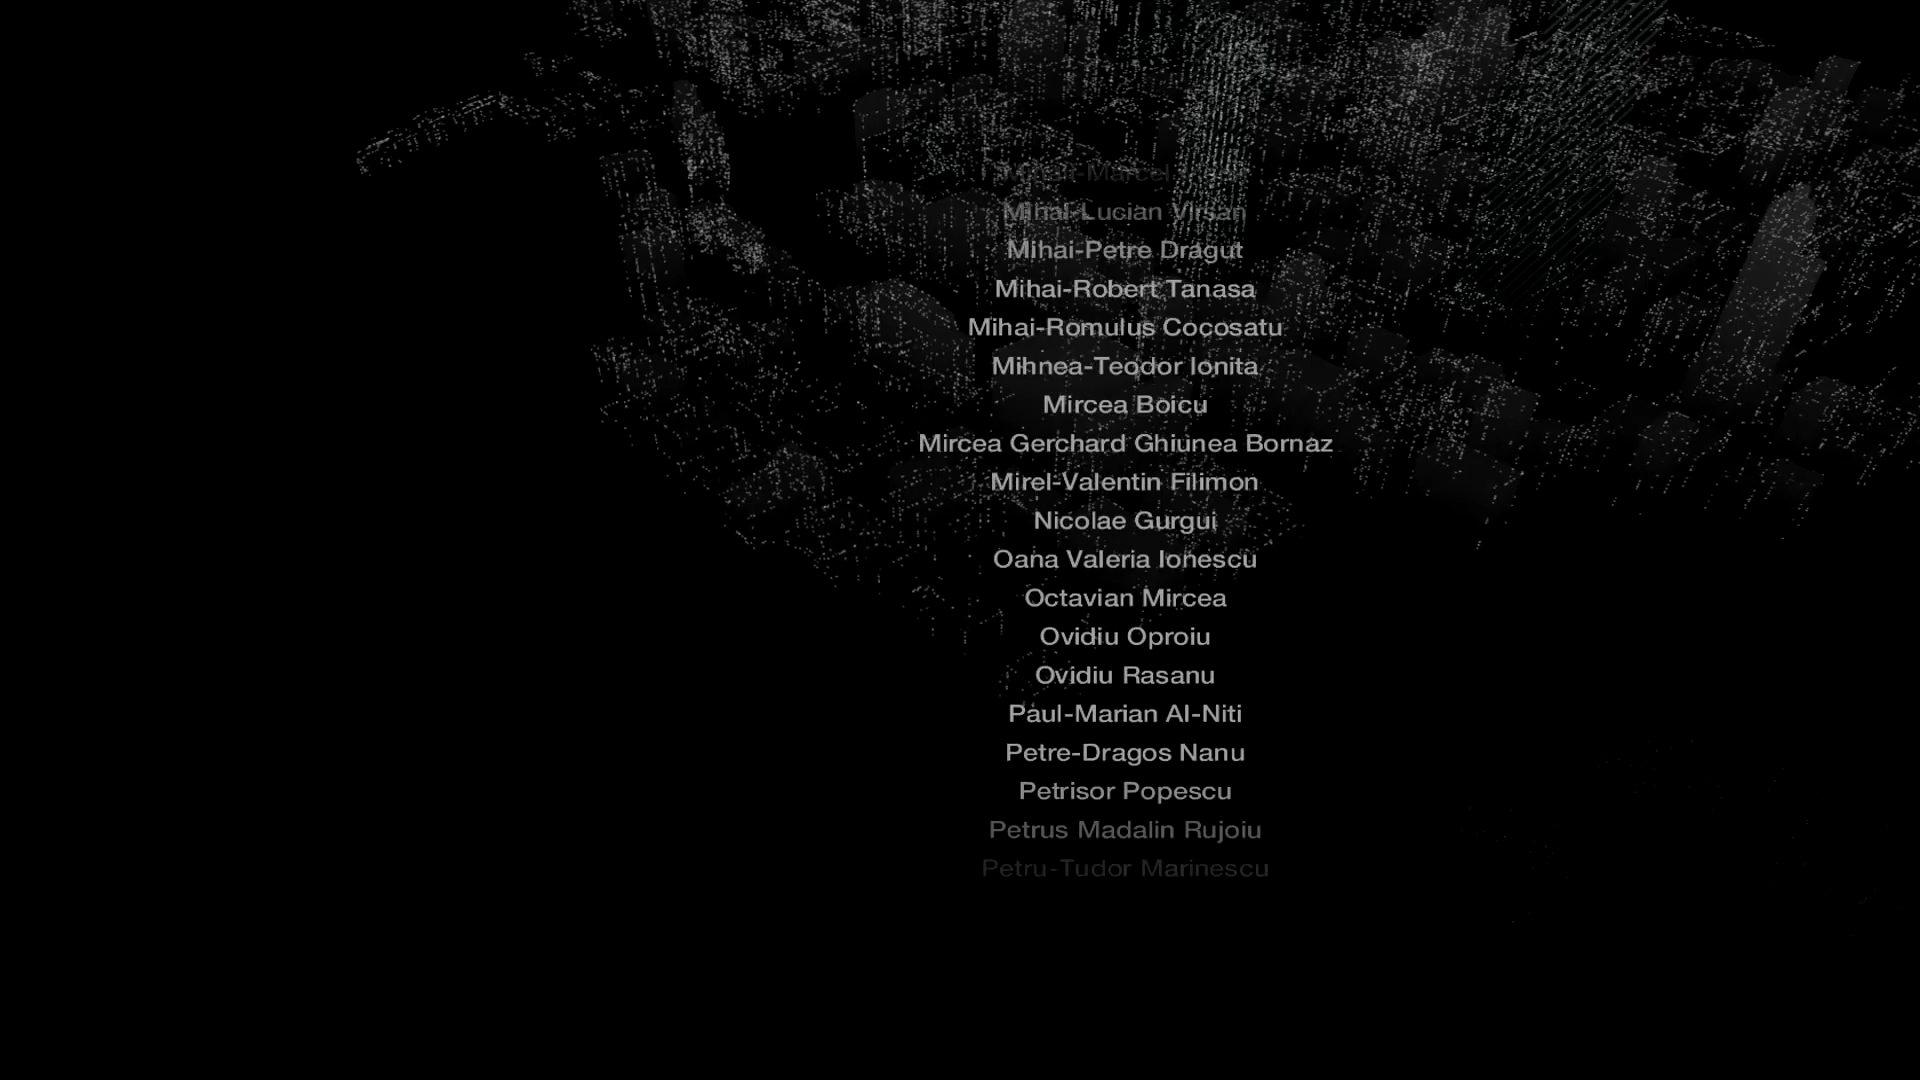 Mihai-Marcel
Mihai-Lucian Virsan
Mihai-Petre Dragut
Mihai-Robert Tanasa
Mihai-Romulus Cocosatu
Mihnea-Teodor Ionita
Mircea Boicu
Mircea Gerchard Ghiunea Bornaz
Mirel-Valentin Filimon
Nicolae Gurgui
Oana Valeria Ionescu
Octavian Mircea
Ovidiu Oproiu
Ovidiu Rasanu
Paul-Marian Al-Niti
Petre-Dragos Nanu
Petrisor Popescu
Petrus Madalin Rujoiu
Petru-Tudor Marinescu